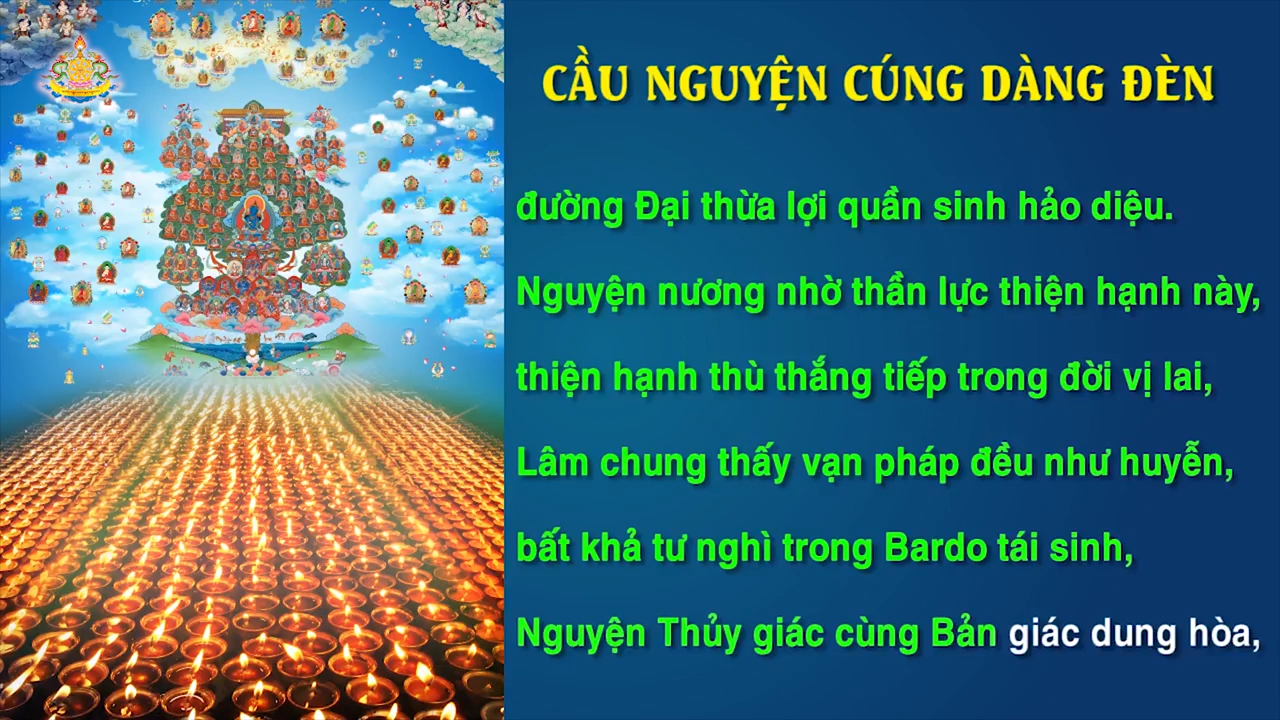 CẦU NGUYỆN CÚNG DÀNG ĐÈN
đường Đại thừa lợi quần sinh hảo diệu.
Nguyện nương nhờ thần lực thiện hạnh này,
thiện hạnh thù thắng tiếp trong đời vị lai,
Lâm chung thấy vạn pháp đều như huyễn,
bất khả tư nghì trong Bardo tái sinh,
Nguyện Thủy giác cùng Bản giác dung hòa,